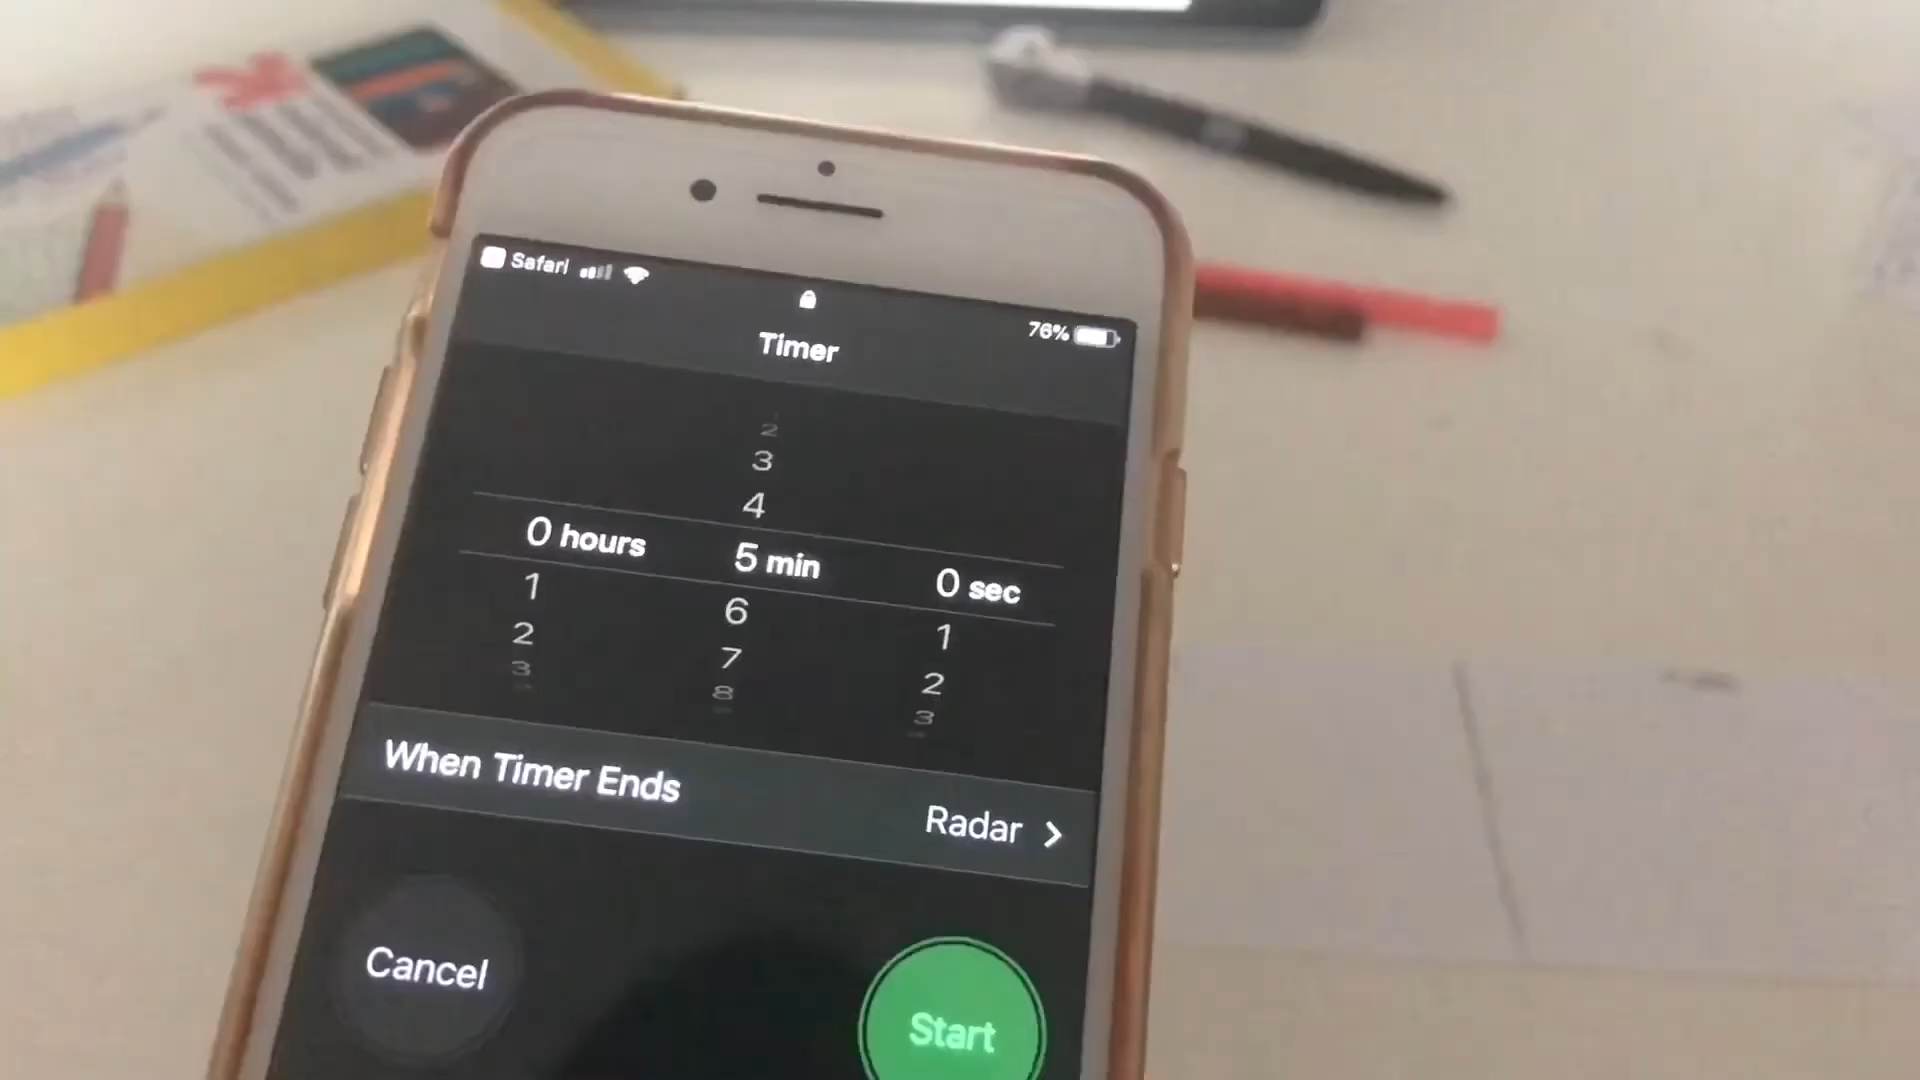 Safari
76%
Timer
2
3
4
0 hours 5 min 0 sec
1 6 1
2 7 2
3 8 3
When Timer Ends Radar
Cancel Start